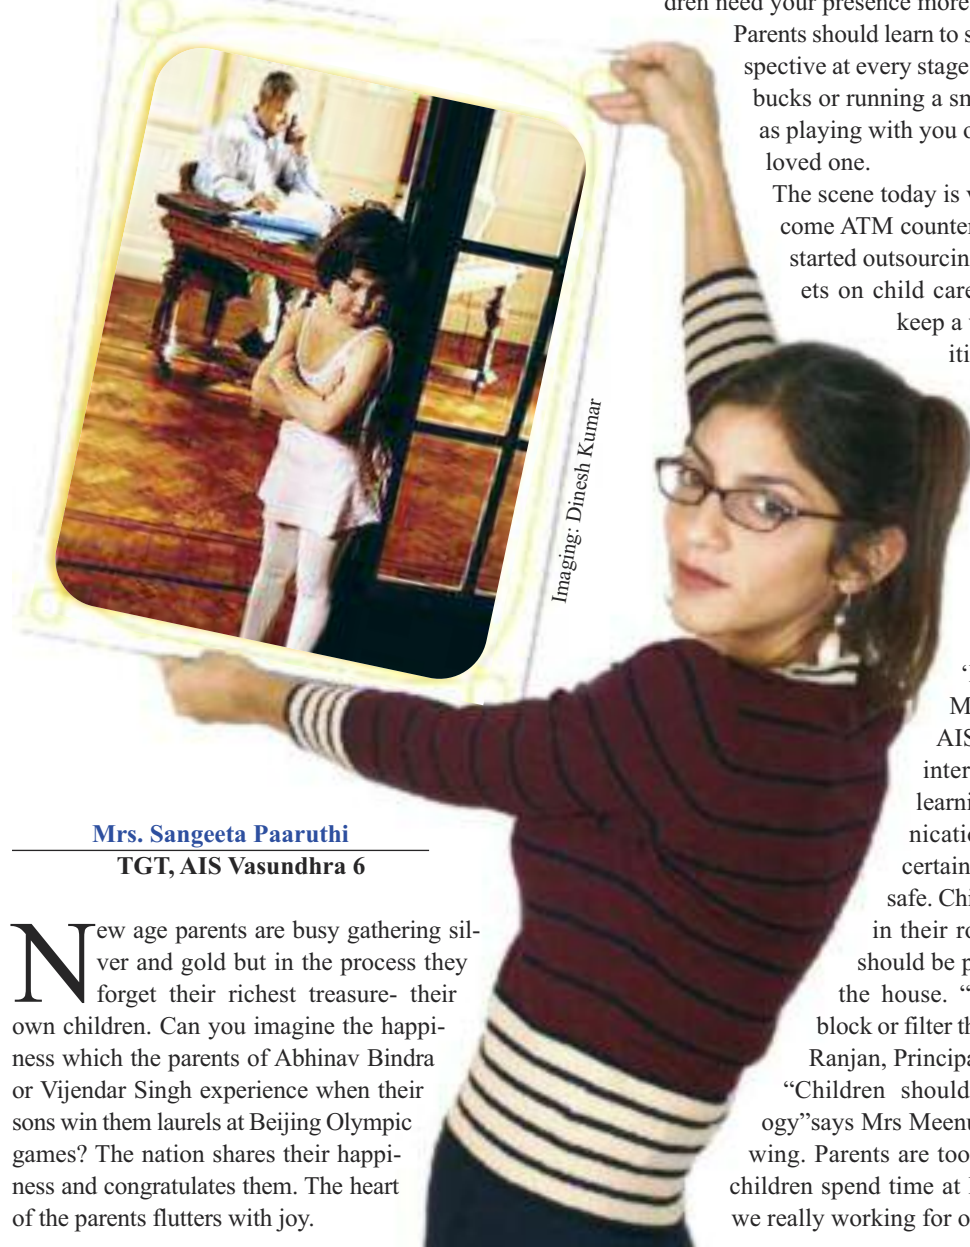 Mrs. Sangeeta Paaruthi
TGT, AIS Vasundhra 6
New age parents are busy gathering sil-
ver and gold but in the process they
forget their richest treasure- their
own children. Can you imagine the happi-
ness which the parents of Abhinav Bindra
or Vijendar Singh experience when their
sons win them laurels at Beijing Olympic
games? The nation shares their happi-
ness and congratulates them. The heart
of the parents flutters with joy.
Imaging: Dinesh Kumar
dren need your presence more
Parents should learn to s
spective at every stage
bucks or running a sm
as playing with you o
loved one.
The scene today is v
come ATM counter
started outsourcin
ets on child care
keep a
iti
M
AIS
inter
learni
nicatio
certain
safe. Chi
in their ro
should be p
the house. “
block or filter th
Ranjan, Principa
“Children should
ogy”says Mrs Meenu
wing. Parents are too
children spend time at
we really working for o